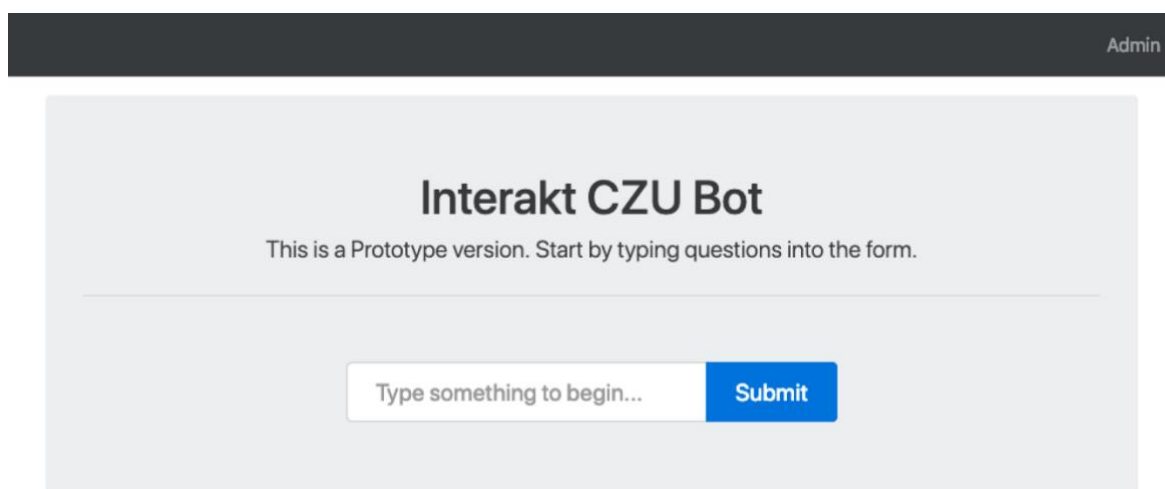 Admin
Interakt CZU Bot
This is a Prototype version. Start by typing questions into the form.
Type something to begin...
Submit